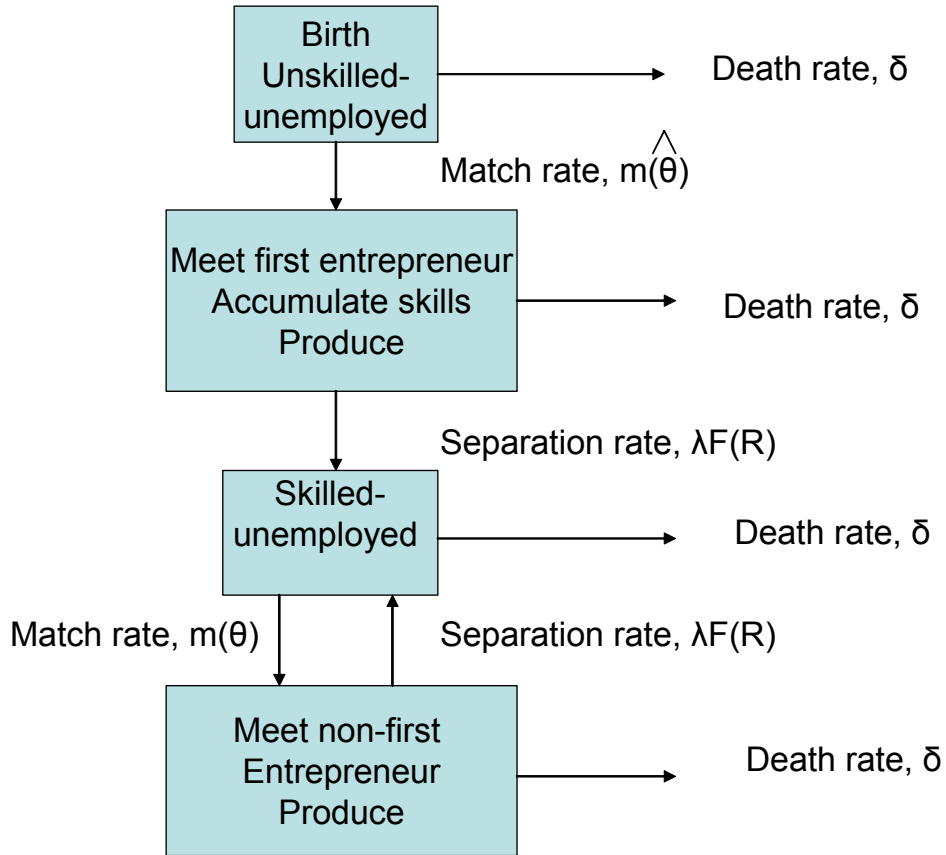 Birth
Unskilled-
unemployed
Death rate, δ
Match rate, m(θ̂)
Meet first entrepreneur
Accumulate skills
Produce
Death rate, δ
Separation rate, λF(R)
Skilled-
unemployed
Death rate, δ
Match rate, m(θ)
Separation rate, λF(R)
Meet non-first
Entrepreneur
Produce
Death rate, δ